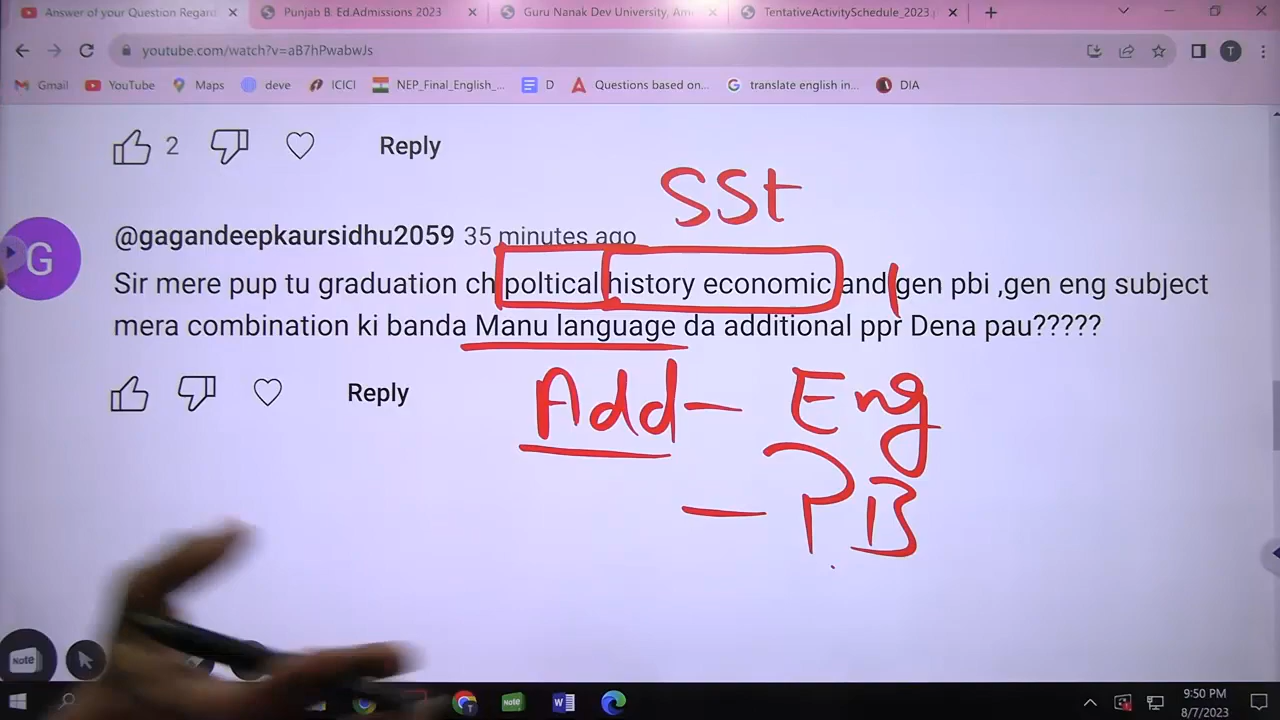 Answer of your Question Regard
Punjab B. Ed.Admissions 2023
Guru Nanak Dev University, Am
TentativeActivitySchedule_2023.
youtube.com/watch?v=aB7hPwabwJs
T
Gmail
YouTube
Maps
deve
ICICI
NEP_Final_English_...
D
Questions based on...
translate english in...
DIA
2
Reply
SSt
G
@gagandeepkaursidhu2059 35 minutes ago
Sir mere pup tu graduation ch poltical history economic and gen pbi ,gen eng subject
mera combination ki banda Manu language da additional ppr Dena pau?????
Reply
Add - Eng
- PB
Note
Note
9:50 PM
8/7/2023